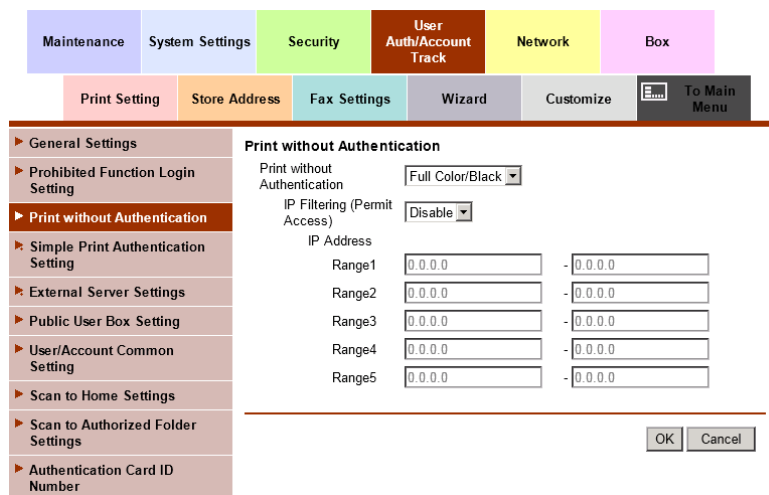 Maintenance
System Settings
Security
User
Auth/Account
Track
Network
Box
Print Setting
Store Address
Fax Settings
Wizard
Customize
To Main
Menu
General Settings
Prohibited Function Login
Setting
Print without Authentication
Simple Print Authentication
Setting
External Server Settings
Public User Box Setting
User/Account Common
Setting
Scan to Home Settings
Scan to Authorized Folder
Settings
Authentication Card ID
Number
Print without Authentication
Print without
Authentication
Full Color/Black
IP Filtering (Permit
Access)
Disable
IP Address
Range1 0.0.0.0 - 0.0.0.0
Range2 0.0.0.0 - 0.0.0.0
Range3 0.0.0.0 - 0.0.0.0
Range4 0.0.0.0 - 0.0.0.0
Range5 0.0.0.0 - 0.0.0.0
OK Cancel